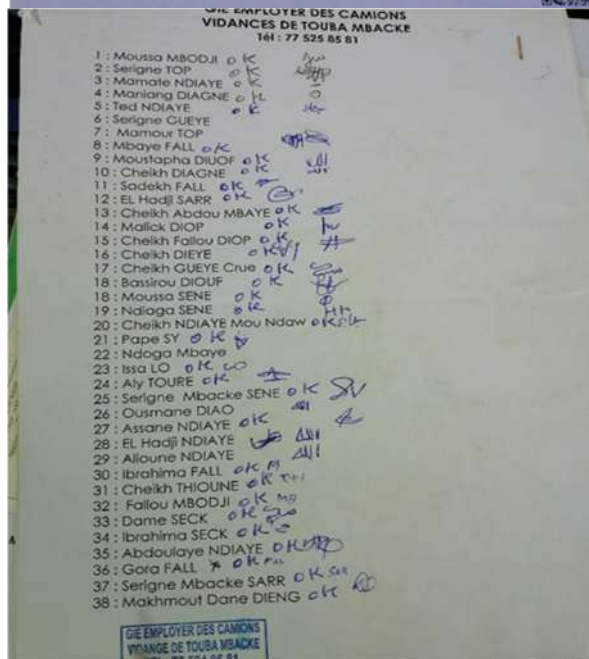 GIE EMPLOYER DES CAMIONS
VIDANCES DE TOUBA MBACKE
Tél : 77 525 85 81
1 : Moussa MBODJI OK
2 : Serigne TOP OK
3 : Mamate NDIAYE OK
4 : Maniang DIAGNE OK
5 : Ted NDIAYE OK
6 : Serigne GUEYE
7 : Mamour TOP
8 : Mbaye FALL OK
9 : Moustapha DIUOF OK
10 : Cheikh DIAGNE OK
11 : Sadekh FALL OK
12 : EL Hadji SARR OK
13 : Cheikh Abdou MBAYE OK
14 : Malick DIOP OK
15 : Cheikh Fallou DIOP OK
16 : Cheikh DIEYE OK
17 : Cheikh GUEYE Crue OK
18 : Bassirou DIOUF OK
18 : Moussa SENE OK
19 : Ndiaga SENE OK
20 : Cheikh NDIAYE Mou Ndaw OK
21 : Pape SY OK
22 : Ndoga Mbaye
23 : Issa LO OK LO
24 : Aly TOURE OK
25 : Serigne Mbacke SENE OK
26 : Ousmane DIAO
27 : Assane NDIAYE OK
28 : EL Hadji NDIAYE
29 : Alioune NDIAYE
30 : Ibrahima FALL OK
31 : Cheikh THIOUNE OK
32 : Fallou MBODJI OK MB
33 : Dame SECK OK
34 : Ibrahima SECK OK
35 : Abdoulaye NDIAYE OK
36 : Gora FALL OK
37 : Serigne Mbacke SARR OK
38 : Makhmout Dane DIENG OK
GIE EMPLOYER DES CAMIONS
VIDANGE DE TOUBA MBACKE